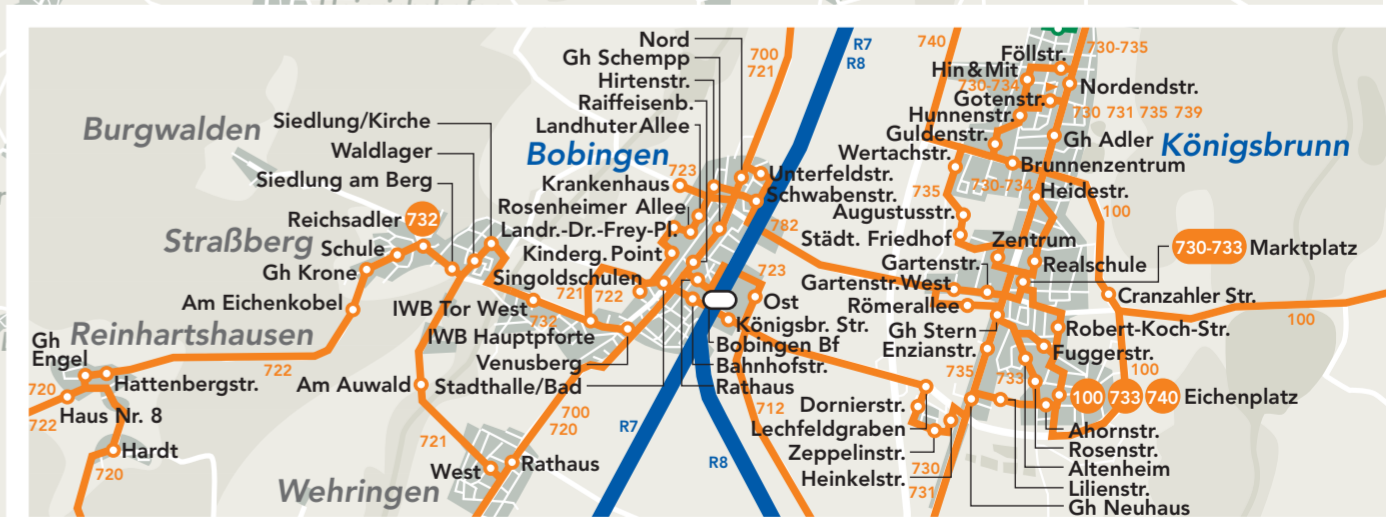 Nord
Gh Schempp
Hirtenstr.
Raiffeisenb.
Landhuter Allee
Bobingen
723
Krankenhaus
Rosenheimer Allee
Landr.-Dr.-Frey-Pl.
Kinderg. Point
Singoldschulen
700
721
R7
R8
Unterfeldstr.
Schwabenstr.
782
723
Ost
Königsbr. Str.
Bobingen Bf
Bahnhofstr.
Rathaus
712
R7
R8
Burgwalden
Siedlung/Kirche
Waldlager
Siedlung am Berg
Reichsadler 732
Straßberg
Schule
Gh Krone
Am Eichenkobel
Reinhartshausen
Gh
Engel
Hattenbergstr.
720
722
Haus Nr. 8
Hardt
720
722
IWB Tor West
732
721
722
IWB Hauptpforte
Venusberg
Am Auwald
Stadthalle/Bad
700
720
721
West
Rathaus
Wehringen
740
730-735
Föllstr.
Hin&Mit
730-734
Nordendstr.
Gotenstr.
730 731 735 739
Hunnenstr.
Guldenstr.
Gh Adler
Königsbrunn
Wertachstr.
Brunnenzentrum
735
730-734
Heidestr.
100
Augustusstr.
Städt. Friedhof
Zentrum
730-733 Marktplatz
Gartenstr.
Realschule
Gartenstr.West
Cranzahler Str.
Römerallee
100
Gh Stern
Robert-Koch-Str.
Enzianstr.
Fuggerstr.
735
733
100
100 733 740 Eichenplatz
Dornierstr.
Lechfeldgraben
Zeppelinstr.
Heinkelstr.
730
731
Ahornstr.
Rosenstr.
Altenheim
Lilienstr.
Gh Neuhaus